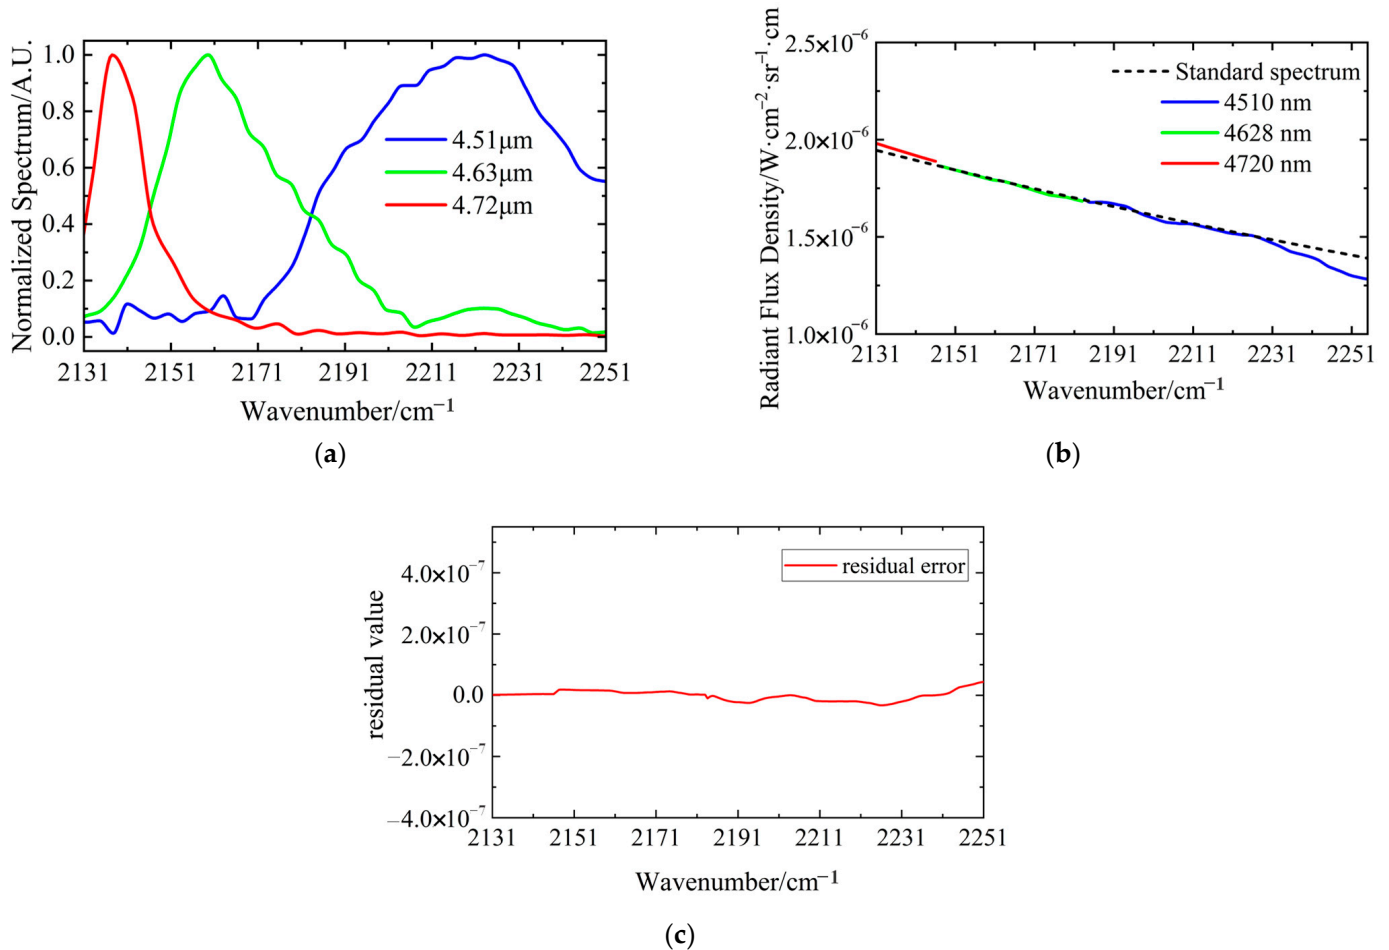 Normalized Spectrum/A.U.
1.0
0.8
0.6
0.4
0.2
0.0
4.51μm
4.63μm
4.72μm
2131 2151 2171 2191 2211 2231 2251
Wavenumber/cm⁻¹
(a)
Radiant Flux Density/W·cm⁻²·sr⁻¹·cm
2.5×10⁻⁶
2.0×10⁻⁶
1.5×10⁻⁶
1.0×10⁻⁶
Standard spectrum
4510 nm
4628 nm
4720 nm
2131 2151 2171 2191 2211 2231 2251
Wavenumber/cm⁻¹
(b)
residual value
4.0×10⁻⁷
2.0×10⁻⁷
0.0
−2.0×10⁻⁷
−4.0×10⁻⁷
residual error
2131 2151 2171 2191 2211 2231 2251
Wavenumber/cm⁻¹
(c)